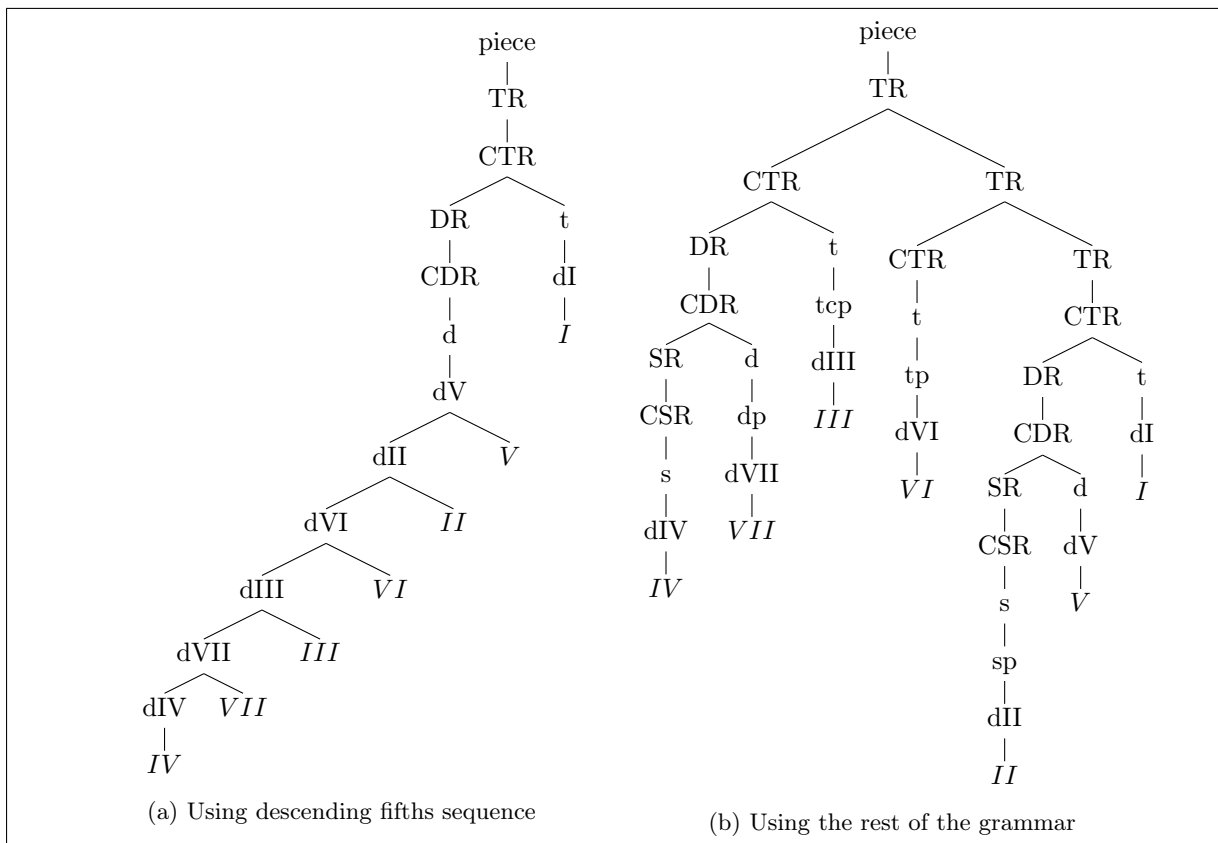 piece
TR
CTR
DR t
CDR dI
d I
dV
dII V
dVI II
dIII VI
dVII III
dIV VII
IV
(a) Using descending fifths sequence
piece
TR
CTR TR
DR t CTR TR
CDR tcp t CTR
SR d dIII tp DR t
CSR dp III dVI CDR dI
s dVII VI SR d I
dIV VII CSR dV
IV s V
sp
dII
II
(b) Using the rest of the grammar